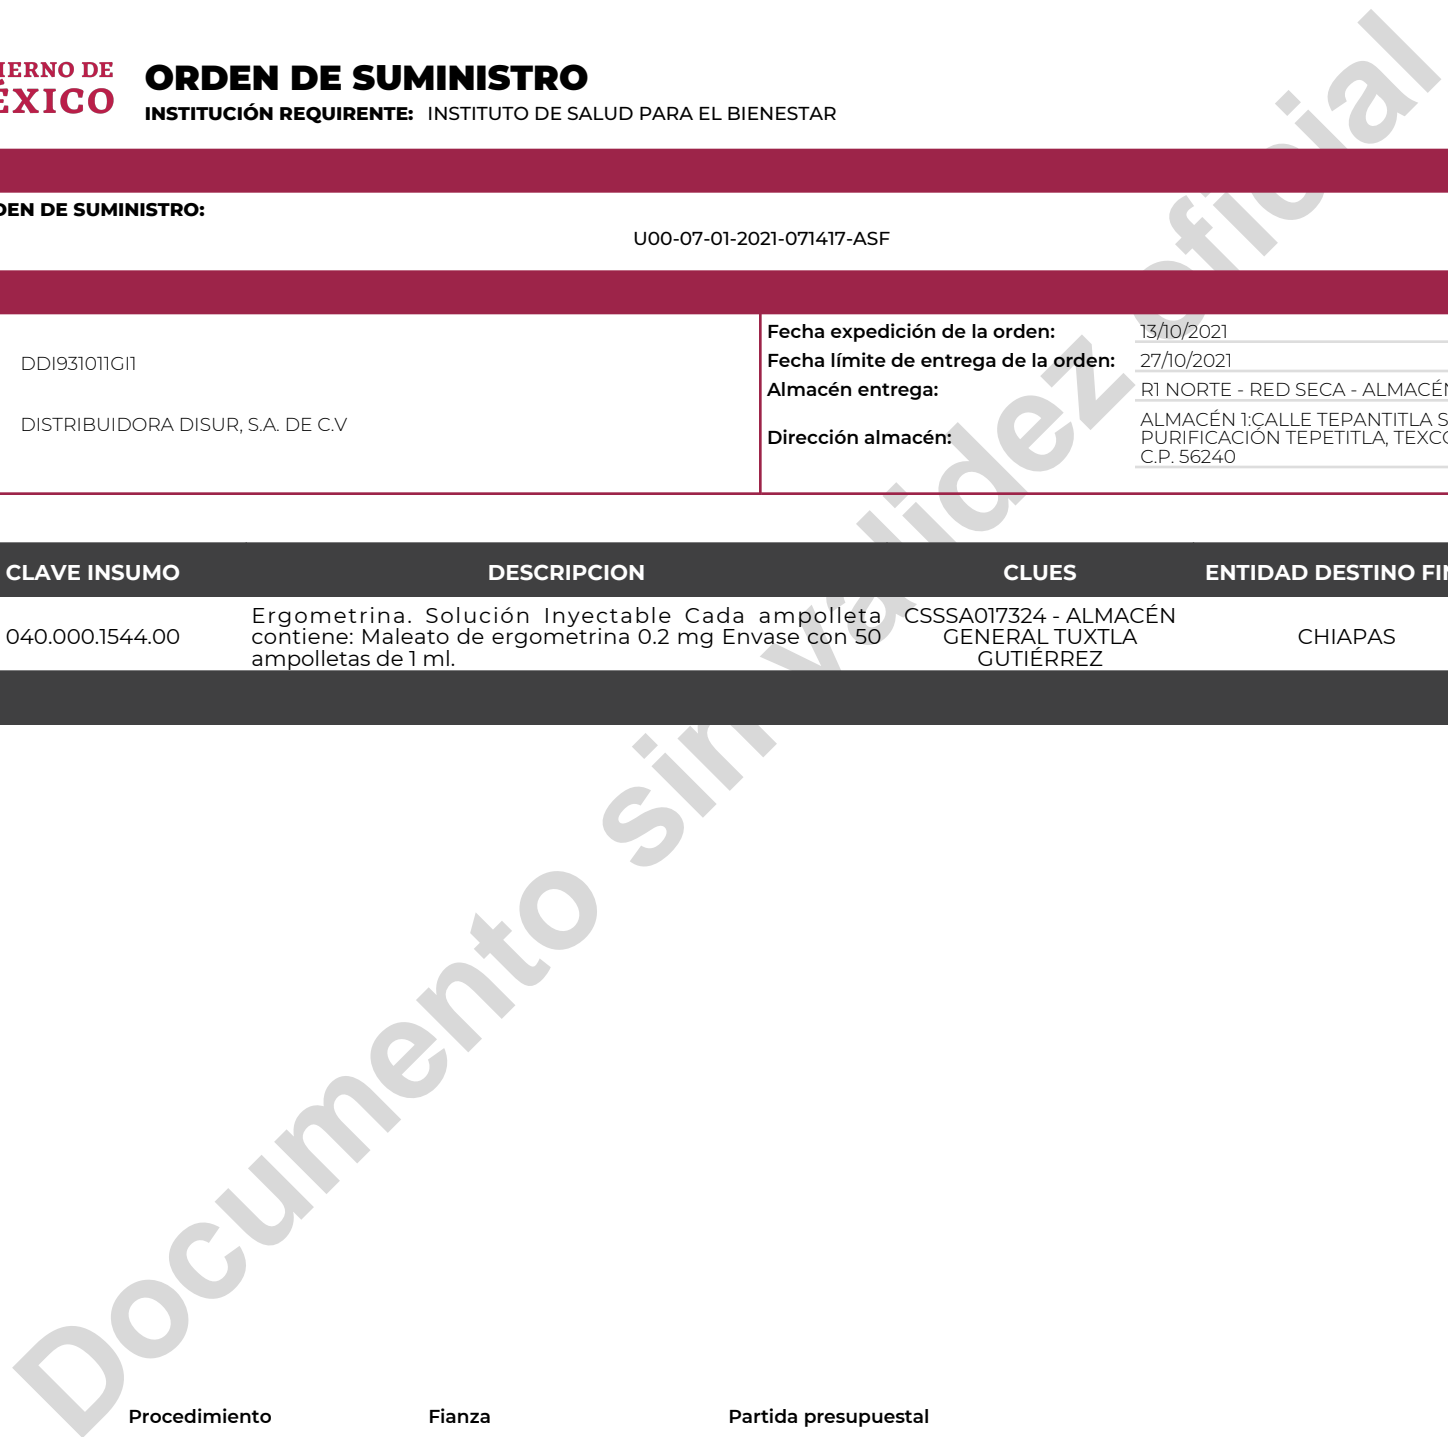 IERNO DE
ÉXICO
ORDEN DE SUMINISTRO
INSTITUCIÓN REQUIRENTE: INSTITUTO DE SALUD PARA EL BIENESTAR
DEN DE SUMINISTRO:
U00-07-01-2021-071417-ASF
DDI931011GI1
DISTRIBUIDORA DISUR, S.A. DE C.V
Fecha expedición de la orden: 13/10/2021
Fecha límite de entrega de la orden: 27/10/2021
Almacén entrega: R1 NORTE - RED SECA - ALMACÉN
Dirección almacén:
ALMACÉN 1:CALLE TEPANTITLA S
PURIFICACIÓN TEPETITLA, TEXCO
C.P. 56240
CLAVE INSUMO DESCRIPCION CLUES ENTIDAD DESTINO FIN
040.000.1544.00
Ergometrina. Solución Inyectable Cada ampolleta
contiene: Maleato de ergometrina 0.2 mg Envase con 50
ampolletas de 1 ml.
CSSSA017324 - ALMACÉN
GENERAL TUXTLA
GUTIÉRREZ
CHIAPAS
Documento sin validez oficial
Procedimiento Fianza Partida presupuestal